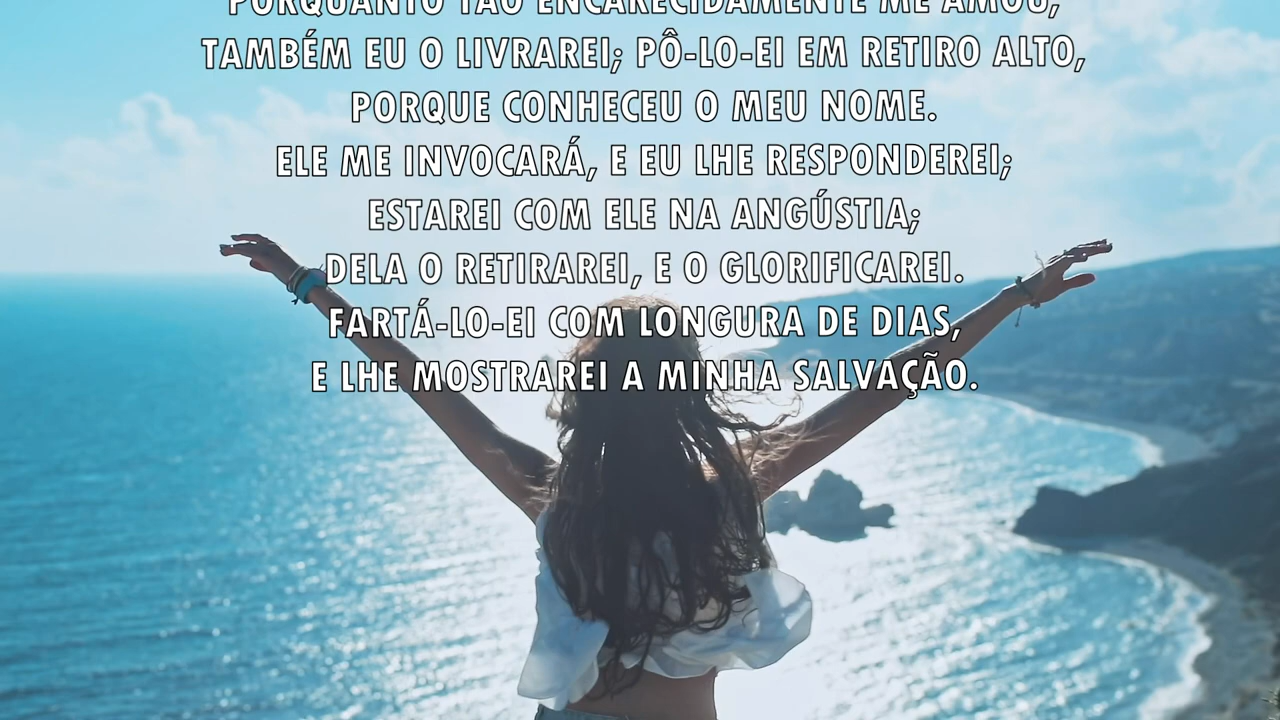 PORQUANTO TÃO ENCARECIDAMENTE ME AMOU,
TAMBÉM EU O LIVRAREI; PÔ-LO-EI EM RETIRO ALTO,
PORQUE CONHECEU O MEU NOME.
ELE ME INVOCARÁ, E EU LHE RESPONDEREI;
ESTAREI COM ELE NA ANGÚSTIA;
DELA O RETIRAREI, E O GLORIFICAREI.
FARTÁ-LO-EI COM LONGURA DE DIAS,
E LHE MOSTRAREI A MINHA SALVAÇÃO.